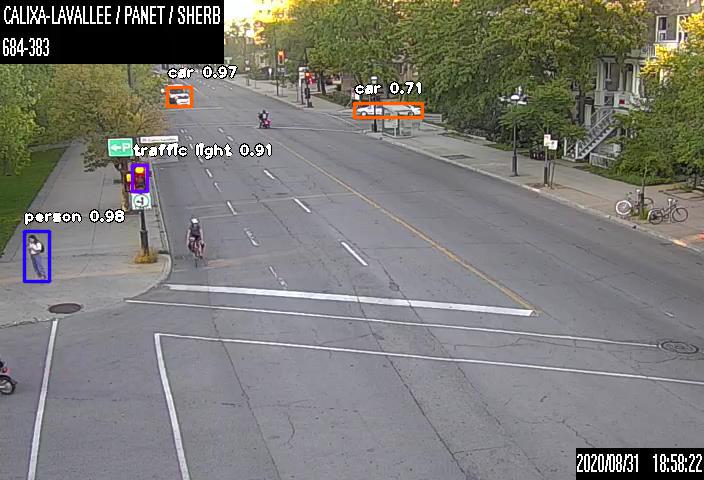 CALIXA-LAVALLEE / PANET / SHERB
684-383
car 0.97
car 0.71
traffic light 0.91
P
person 0.98
2020/08/31 18:58:22